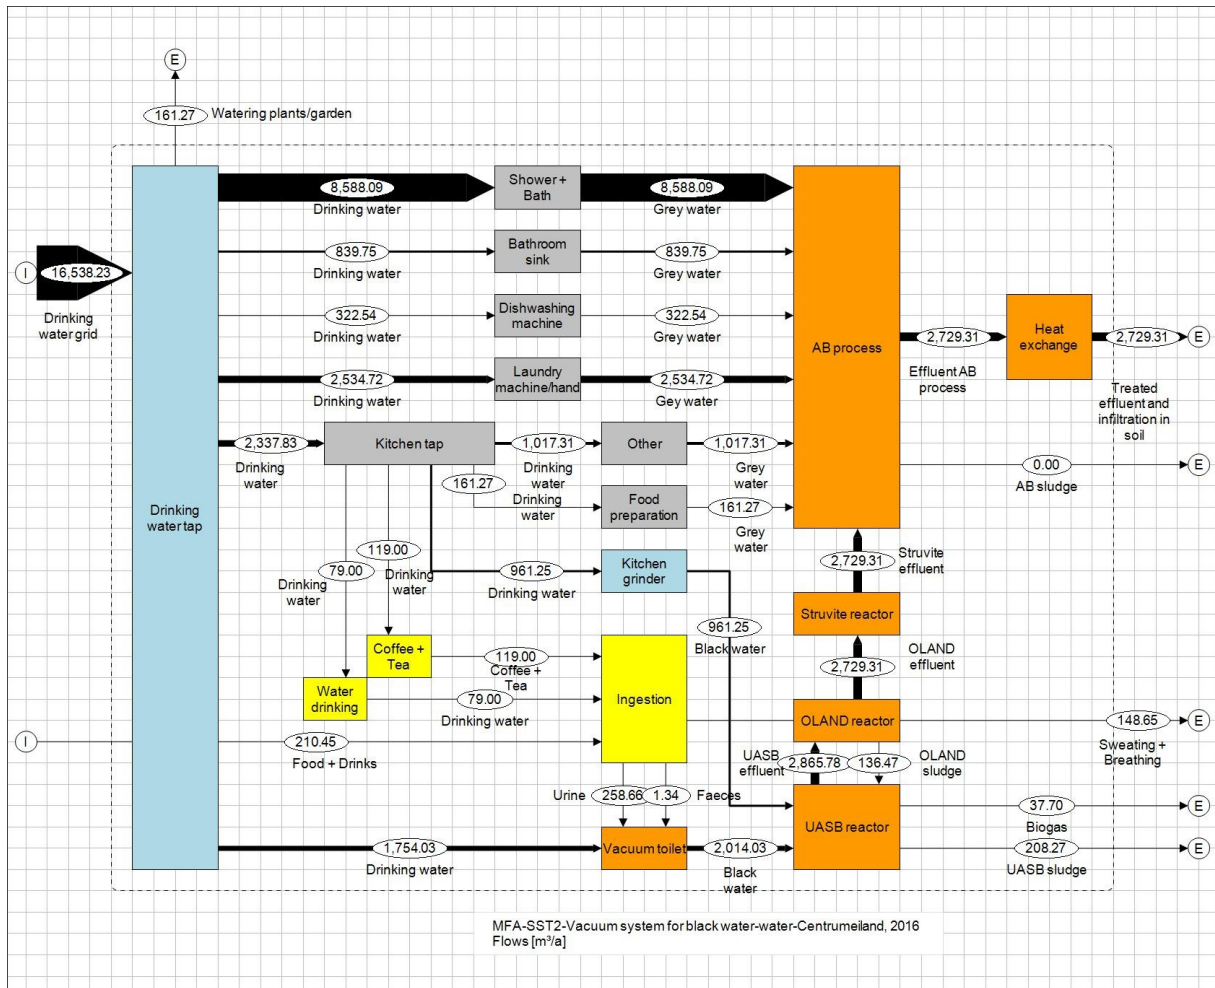 E
161.27
Watering plants/garden
8,588.09
Drinking water
Shower +
Bath
8,588.09
Grey water
839.75
Drinking water
Bathroom
sink
839.75
Grey water
I
16,538.23
Drinking
water grid
322.54
Drinking water
Dishwashing
machine
322.54
Grey water
AB process
2,729.31
Effluent AB
process
Heat
exchange
2,729.31
E
Treated
effluent and
infiltration in
soil
2,534.72
Drinking water
Laundry
machine/hand
2,534.72
Gey water
2,337.83
Drinking
water
Kitchen tap
1,017.31
Drinking
water
Other
1,017.31
Grey
water
0.00
AB sludge
E
161.27
Drinking
water
Food
preparation
161.27
Grey
water
Drinking
water tap
119.00
Drinking
water
79.00
Drinking
water
961.25
Drinking water
Kitchen
grinder
2,729.31
Struvite
effluent
Struvite reactor
961.25
Black water
Coffee +
Tea
119.00
Coffee +
Tea
2,729.31
OLAND
effluent
Water
drinking
79.00
Drinking water
Ingestion
OLAND reactor
148.65
Sweating +
Breathing
E
I
210.45
Food + Drinks
UASB
effluent
2,865.78
136.47
OLAND
sludge
Urine
258.66
1.34
Faeces
UASB reactor
37.70
Biogas
E
1,754.03
Drinking water
Vacuum toilet
2,014.03
Black
water
208.27
UASB sludge
E
MFA-SST2-Vacuum system for black water-water-Centrumeiland, 2016
Flows [m³/a]